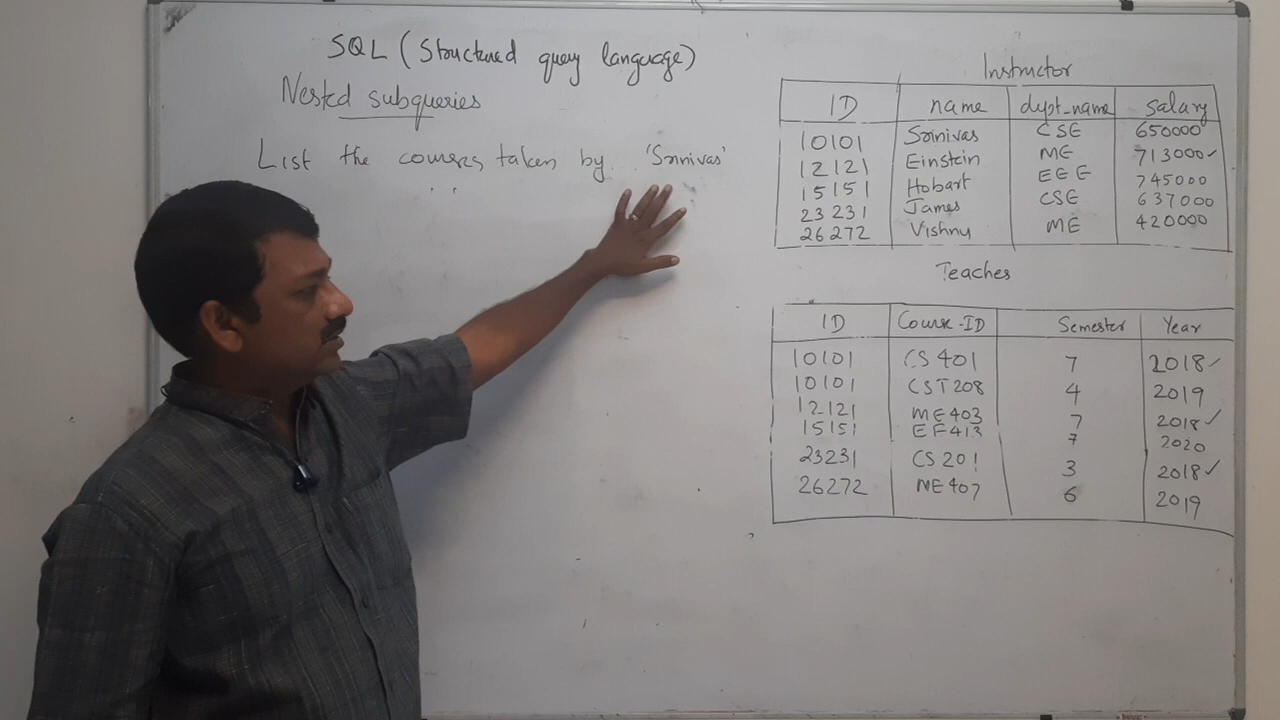 SQL (Structured query language)
Nested subqueries
List the courses taken by 'Srinivas'
Instructor
ID name dept_name salary
10101 Srinivas CSE 650000
12121 Einstein ME 713000 ✓
15151 Hobart EEE 745000
23231 James CSE 637000
26272 Vishnu ME 420000
Teaches
ID Course-ID Semester Year
10101 CS401 7 2018 ✓
10101 CST208 4 2019
12121 ME403 7 2018 ✓
15151 EF413 7 2020
23231 CS201 3 2018 ✓
26272 ME407 6 2019